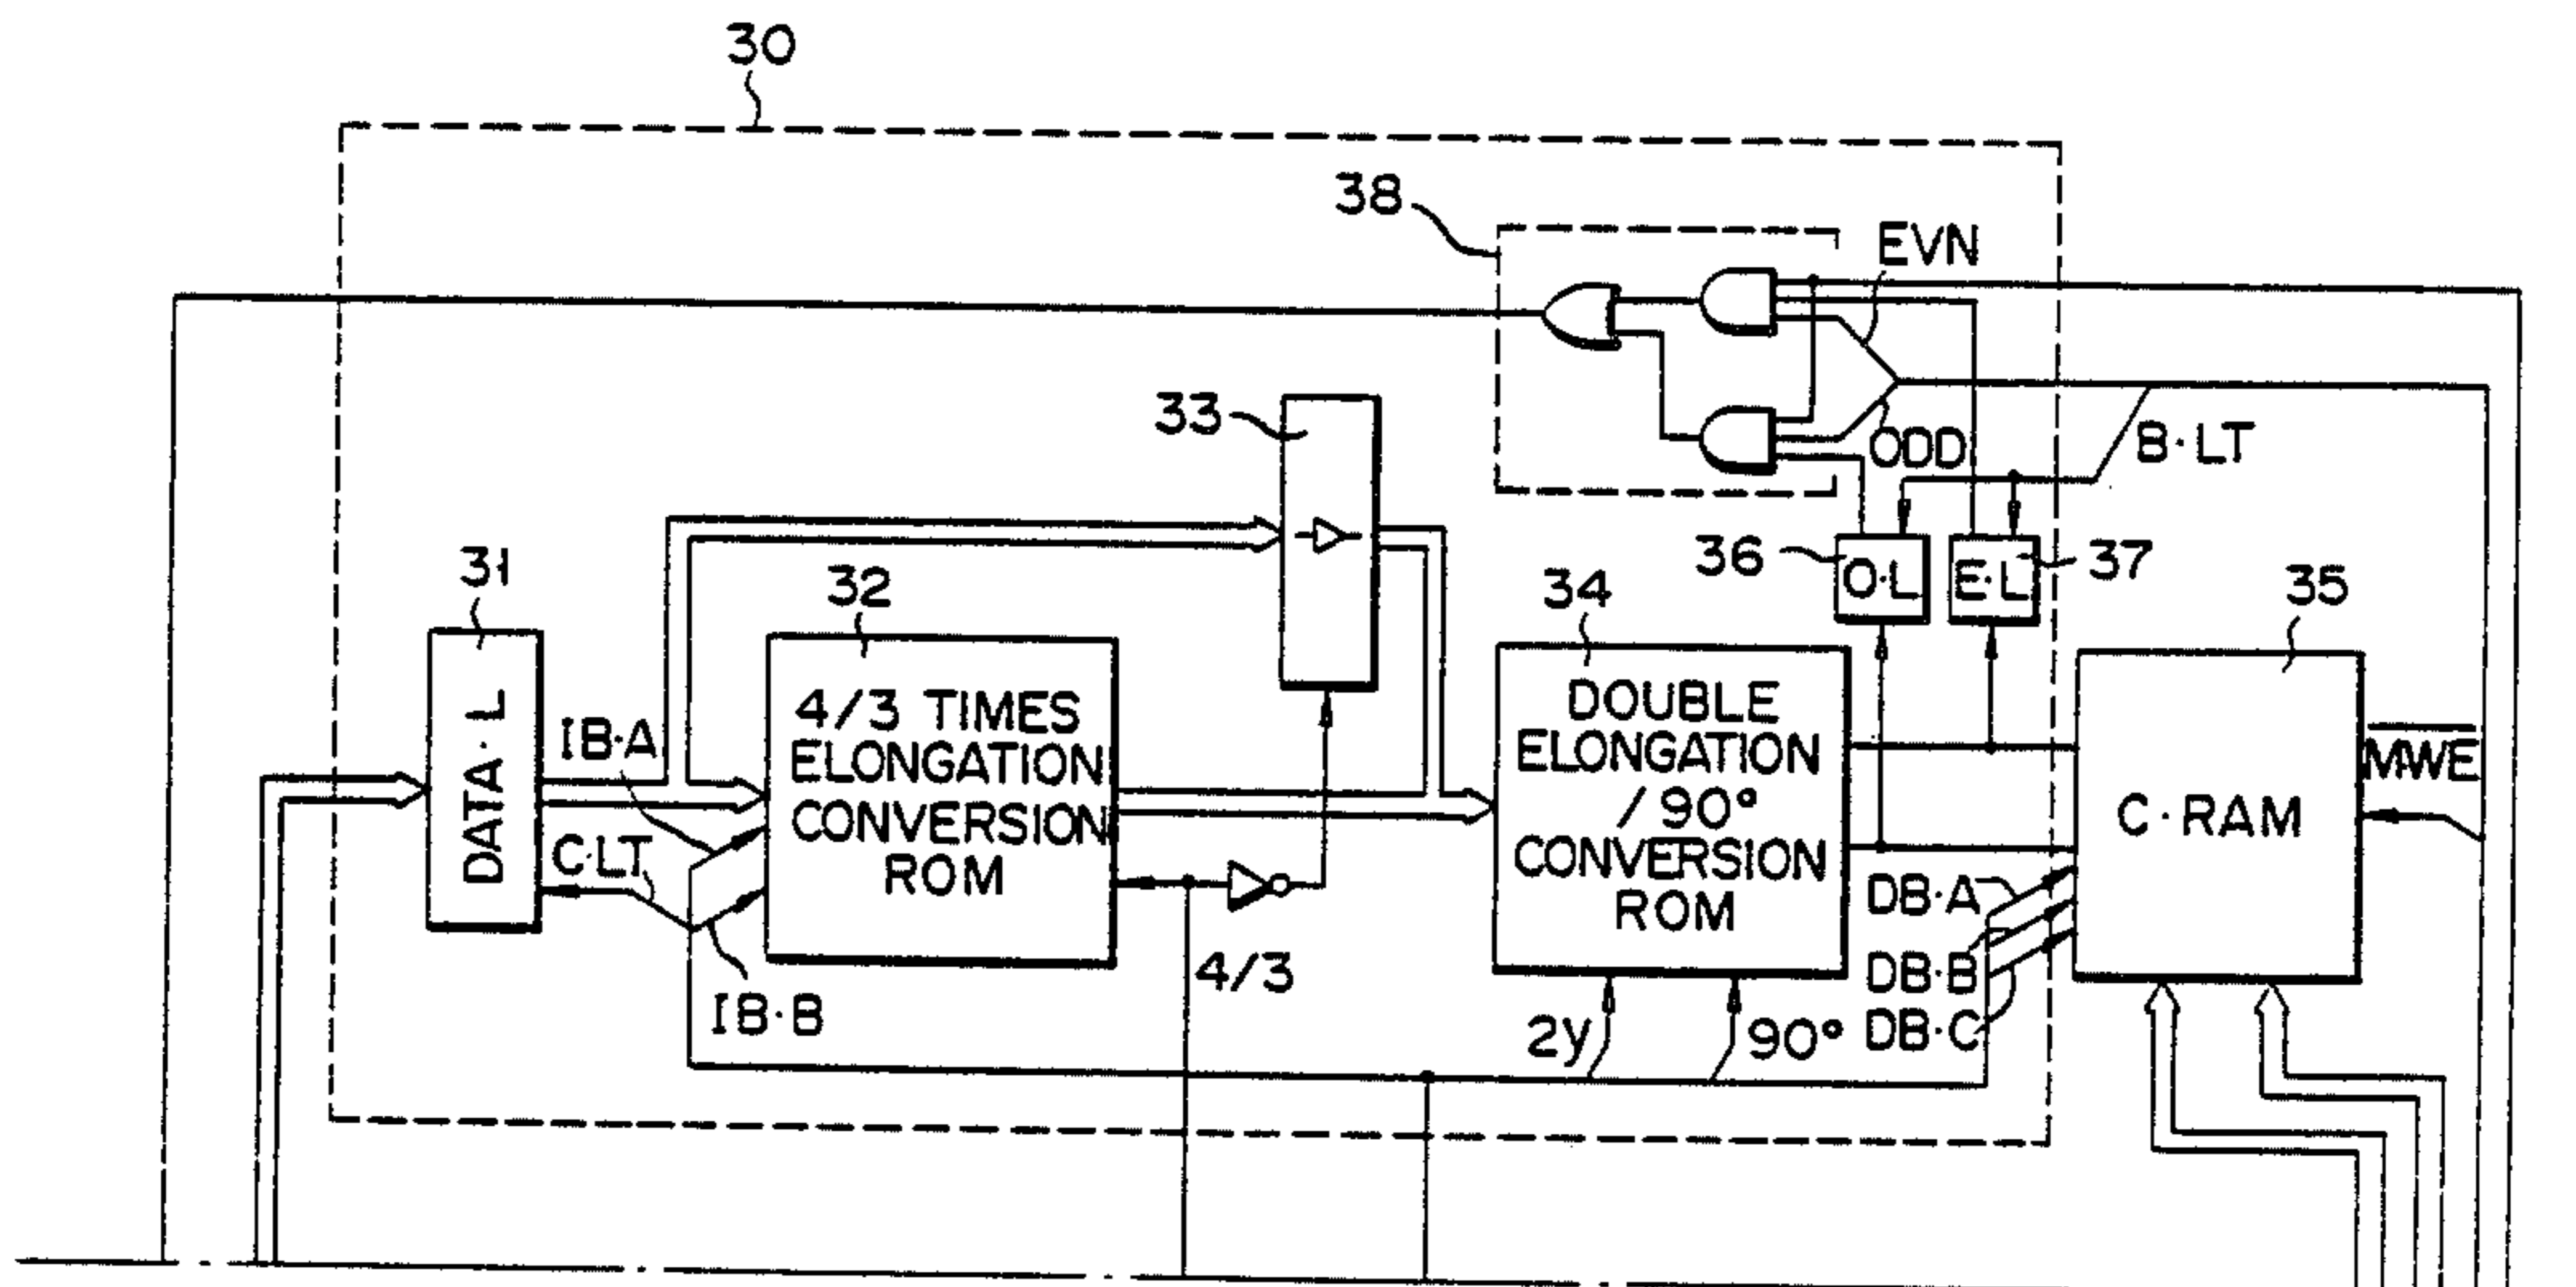 30
38
EVN
33
ODD
B·LT
31
32
36
O·L
E·L
37
34
35
DATA·L
IB·A
4/3 TIMES
ELONGATION
CONVERSION
ROM
DOUBLE
ELONGATION
/90°
CONVERSION
ROM
C·RAM
MWE
C·LT
IB·B
4/3
2y
90°
DB·A
DB·B
DB·C